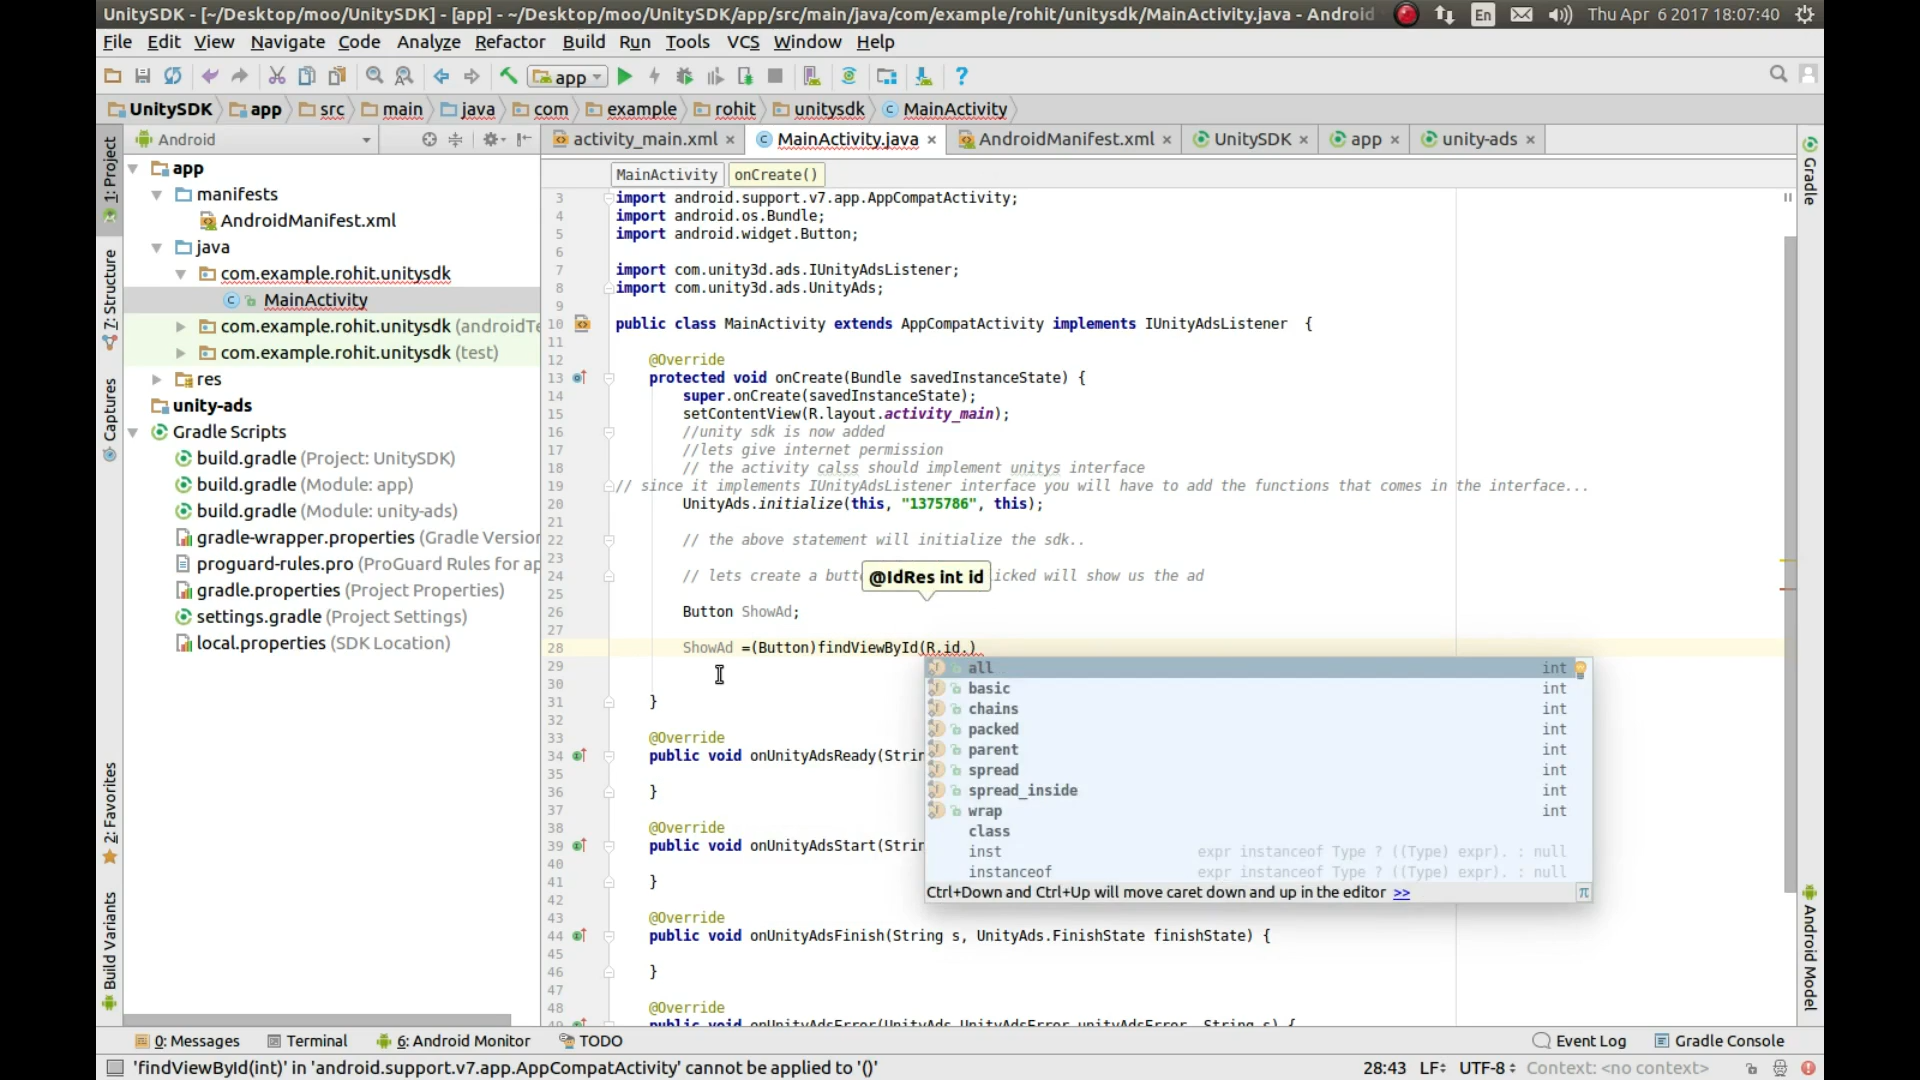 UnitySDK - [~/Desktop/moo/UnitySDK] - [app] - ~/Desktop/moo/UnitySDK/app/src/main/java/com/example/rohit/unitysdk/MainActivity.java - Android
En
Thu Apr 6 2017 18:07:40
File Edit View Navigate Code Analyze Refactor Build Run Tools VCS Window Help
app
UnitySDK app src main java com example rohit unitysdk MainActivity
Android
activity_main.xml MainActivity.java AndroidManifest.xml UnitySDK app unity-ads
MainActivity onCreate()
1: Project
7: Structure
Captures
2: Favorites
Build Variants
app
manifests
AndroidManifest.xml
java
com.example.rohit.unitysdk
MainActivity
com.example.rohit.unitysdk (androidTe
com.example.rohit.unitysdk (test)
res
unity-ads
Gradle Scripts
build.gradle (Project: UnitySDK)
build.gradle (Module: app)
build.gradle (Module: unity-ads)
gradle-wrapper.properties (Gradle Version
proguard-rules.pro (ProGuard Rules for ap
gradle.properties (Project Properties)
settings.gradle (Project Settings)
local.properties (SDK Location)
3 import android.support.v7.app.AppCompatActivity;
4 import android.os.Bundle;
5 import android.widget.Button;
6
7 import com.unity3d.ads.IUnityAdsListener;
8 import com.unity3d.ads.UnityAds;
9
10 public class MainActivity extends AppCompatActivity implements IUnityAdsListener {
11
12 @Override
13 protected void onCreate(Bundle savedInstanceState) {
14 super.onCreate(savedInstanceState);
15 setContentView(R.layout.activity_main);
16 //unity sdk is now added
17 //lets give internet permission
18 // the activity calss should implement unitys interface
19 // since it implements IUnityAdsListener interface you will have to add the functions that comes in the interface...
20 UnityAds.initialize(this, "1375786", this);
21
22 // the above statement will initialize the sdk..
23
24 // lets create a butt icked will show us the ad
@IdRes int id
25
26 Button ShowAd;
27
28 ShowAd =(Button)findViewById(R.id.)
29
30
31 }
32
33 @Override
34 public void onUnityAdsReady(Strin
35
36 }
37
38 @Override
39 public void onUnityAdsStart(Strin
40
41 }
42
43 @Override
44 public void onUnityAdsFinish(String s, UnityAds.FinishState finishState) {
45
46 }
47
48 @Override
49 public void onUnityAdsError(UnityAds.UnityAdsError unityAdsError, String s) {
all int
basic int
chains int
packed int
parent int
spread int
spread_inside int
wrap int
class
inst expr instanceof Type ? ((Type) expr). : null
instanceof expr instanceof Type ? ((Type) expr). : null
Ctrl+Down and Ctrl+Up will move caret down and up in the editor >>
π
Gradle
Android Model
0: Messages Terminal 6: Android Monitor TODO Event Log Gradle Console
'findViewById(int)' in 'android.support.v7.app.AppCompatActivity' cannot be applied to '()' 28:43 LF UTF-8 Context: <no context>